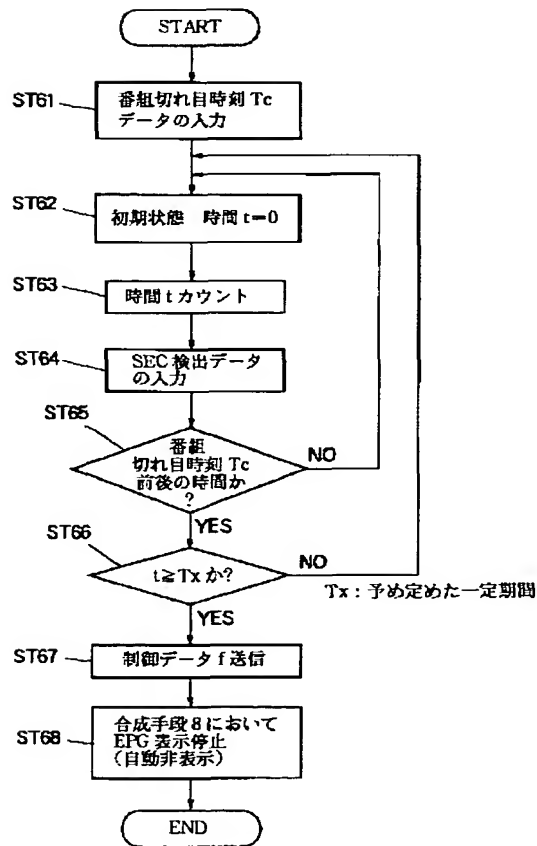 START
ST61
番組切れ目時刻 Tc
データの入力
ST62
初期状態 時間 t=0
ST63
時間 t カウント
ST64
SEC 検出データ
の入力
ST65
番組
切れ目時刻 Tc
前後の時間か
?
NO
YES
ST66
t≧Tx か?
NO
Tx:予め定めた一定期間
YES
ST67
制御データ f 送信
ST68
合成手段 8 において
EPG 表示停止
(自動非表示)
END